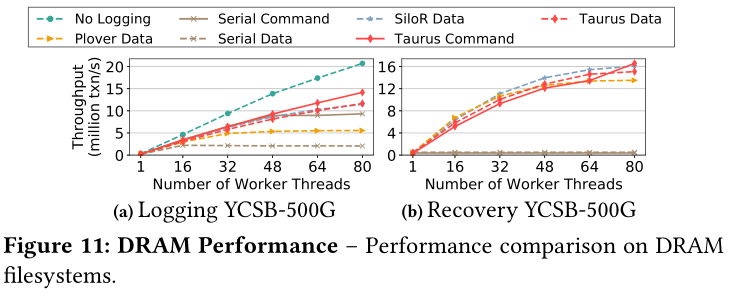 No Logging
Serial Command
SiloR Data
Taurus Data
Plover Data
Serial Data
Taurus Command
Throughput
(million txn/s)
20
15
10
5
0
1 16 32 48 64 80
Number of Worker Threads
(a) Logging YCSB-500G
16
12
8
4
0
1 16 32 48 64 80
Number of Worker Threads
(b) Recovery YCSB-500G
Figure 11: DRAM Performance – Performance comparison on DRAM
filesystems.